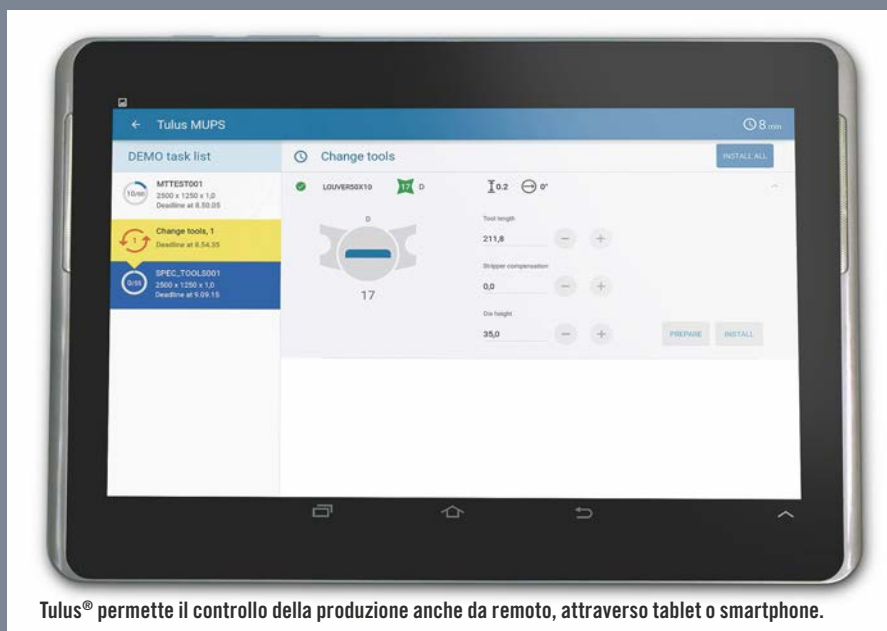 Tulus MUPS
8 min
DEMO task list
Change tools
INSTALL ALL
10/60
MTTEST001
2500 x 1250 x 1,0
Deadline at 8.50.05
1
Change tools, 1
Deadline at 8.54.35
SPEC_TOOLS001
2500 x 1250 x 1,0
Deadline at 9.09.15
LOUVER50X10
17
D
0.2
0°
D
17
Tool length
211,8
Stripper compensation
0,0
Die height
35,0
PREPARE
INSTALL
Tulus® permette il controllo della produzione anche da remoto, attraverso tablet o smartphone.